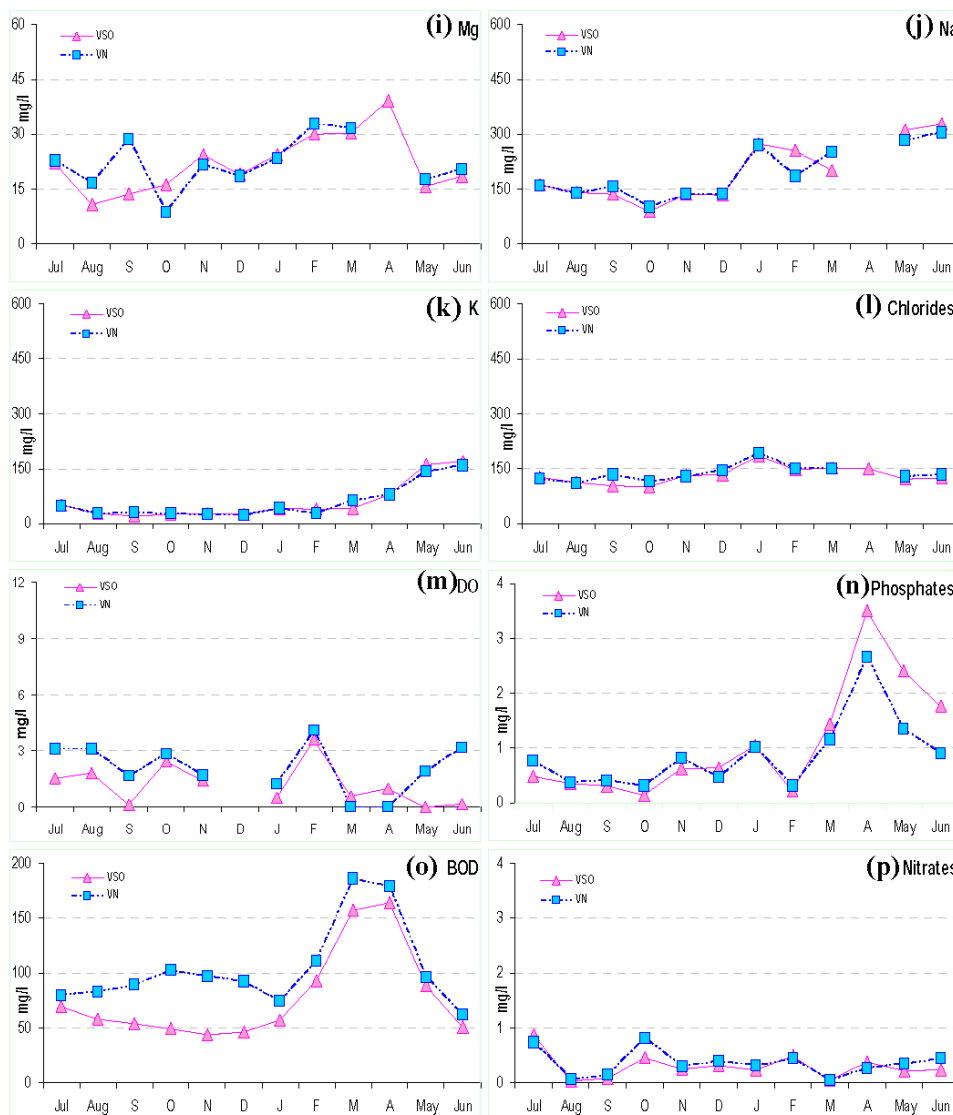 (i) Mg
60
VSO
VN
45
mg/l
30
15
0
Jul Aug S O N D J F M A May Jun
(j) Na
600
VSO
VN
450
mg/l
300
150
0
Jul Aug S O N D J F M A May Jun
(k) K
600
VSO
VN
450
mg/l
300
150
0
Jul Aug S O N D J F M A May Jun
(l) Chlorides
600
VSO
VN
450
mg/l
300
150
0
Jul Aug S O N D J F M A May Jun
(m) DO
12
VSO
VN
9
6
mg/l
3
0
Jul Aug S O N D J F M A May Jun
(n) Phosphates
4
VSO
VN
3
2
mg/l
1
0
Jul Aug S O N D J F M A May Jun
(o) BOD
200
VSO
VN
150
mg/l
100
50
0
Jul Aug S O N D J F M A May Jun
(p) Nitrates
4
VSO
VN
3
2
mg/l
1
0
Jul Aug S O N D J F M A May Jun